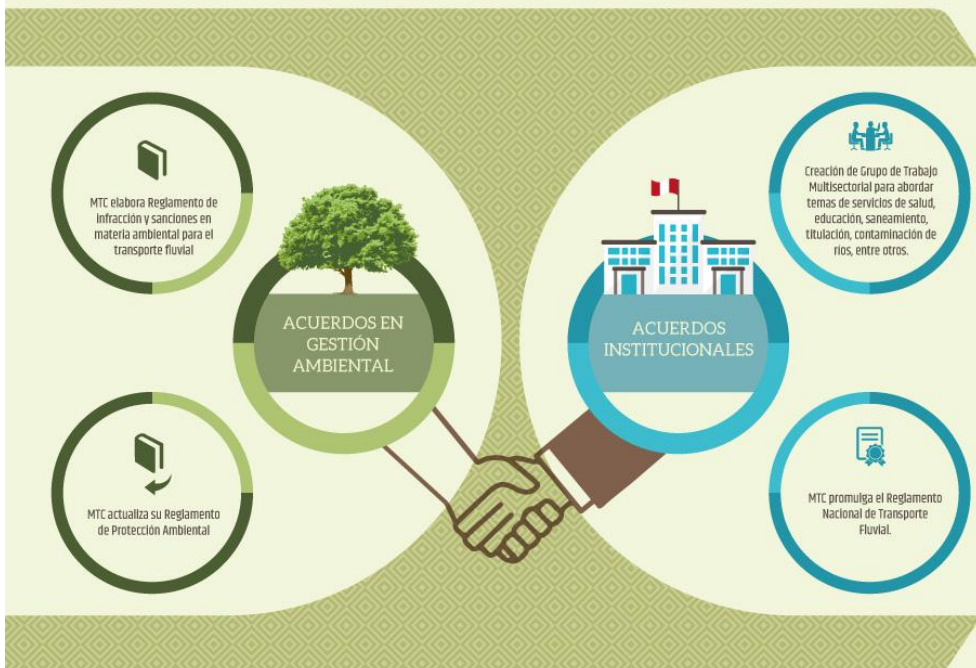 MTC elabora Reglamento de
infracción y sanciones en
materia ambiental para el
transporte fluvial
MTC actualiza su Reglamento
de Protección Ambiental
ACUERDOS EN
GESTIÓN
AMBIENTAL
ACUERDOS
INSTITUCIONALES
Creación de Grupo de Trabajo
Multisectorial para abordar
temas de servicios de salud,
educación, saneamiento,
titulación, contaminación de
ríos, entre otros.
MTC promulga el Reglamento
Nacional de Transporte
Fluvial.